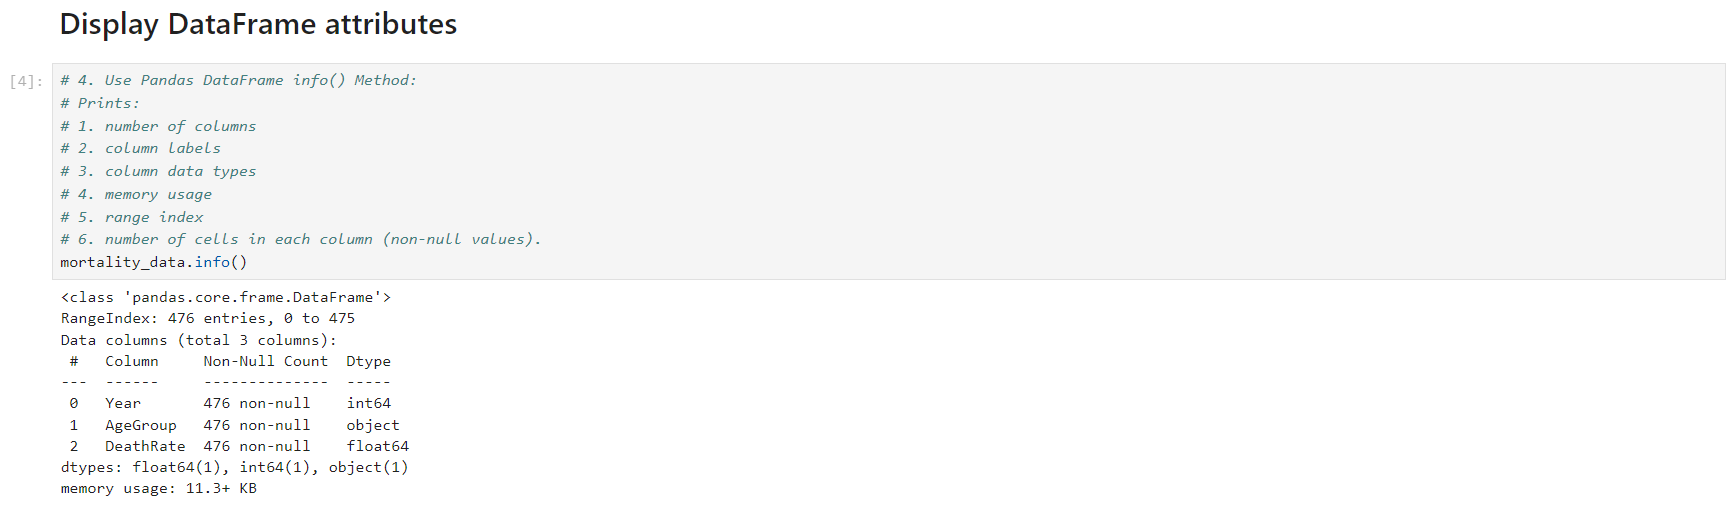 Display DataFrame attributes
[4]:
# 4. Use Pandas DataFrame info() Method:
# Prints:
# 1. number of columns
# 2. column labels
# 3. column data types
# 4. memory usage
# 5. range index
# 6. number of cells in each column (non-null values).
mortality_data.info()
<class 'pandas.core.frame.DataFrame'>
RangeIndex: 476 entries, 0 to 475
Data columns (total 3 columns):
 #   Column     Non-Null Count  Dtype
---  ------     --------------  -----
 0   Year       476 non-null    int64
 1   AgeGroup   476 non-null    object
 2   DeathRate  476 non-null    float64
dtypes: float64(1), int64(1), object(1)
memory usage: 11.3+ KB